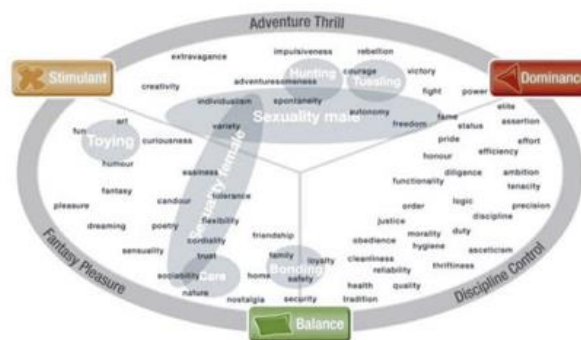 Adventure Thrill
Stimulant
Dominance
extravagance
impulsiveness
rebellion
creativity
adventuresomeness
Hunting
courage
Tussling
victory
fight
power
individualism
spontaneity
Sexuality male
autonomy
freedom
fame
elite
status
assertion
fun
art
Toying
curiousness
variety
humour
easiness
Sexuality female
pride
effort
honour
efficiency
diligence
ambition
functionality
tenacity
fantasy
candour
tolerance
pleasure
order
logic
precision
discipline
dreaming
poetry
flexibility
justice
duty
cordiality
friendship
obedience
morality
hygiene
sensuality
trust
family
loyalty
cleanliness
asceticism
reliability
thriftiness
sociability
Care
home
Bonding
safety
health
quality
nature
nostalgia
security
tradition
Fantasy Pleasure
Discipline Control
Balance